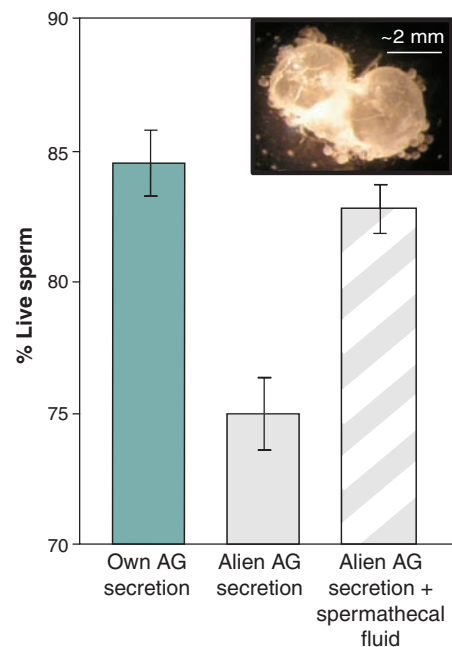 90
~2 mm
85
80
75
70
% Live sperm
Own AG
secretion
Alien AG
secretion
Alien AG
secretion +
spermathecal
fluid